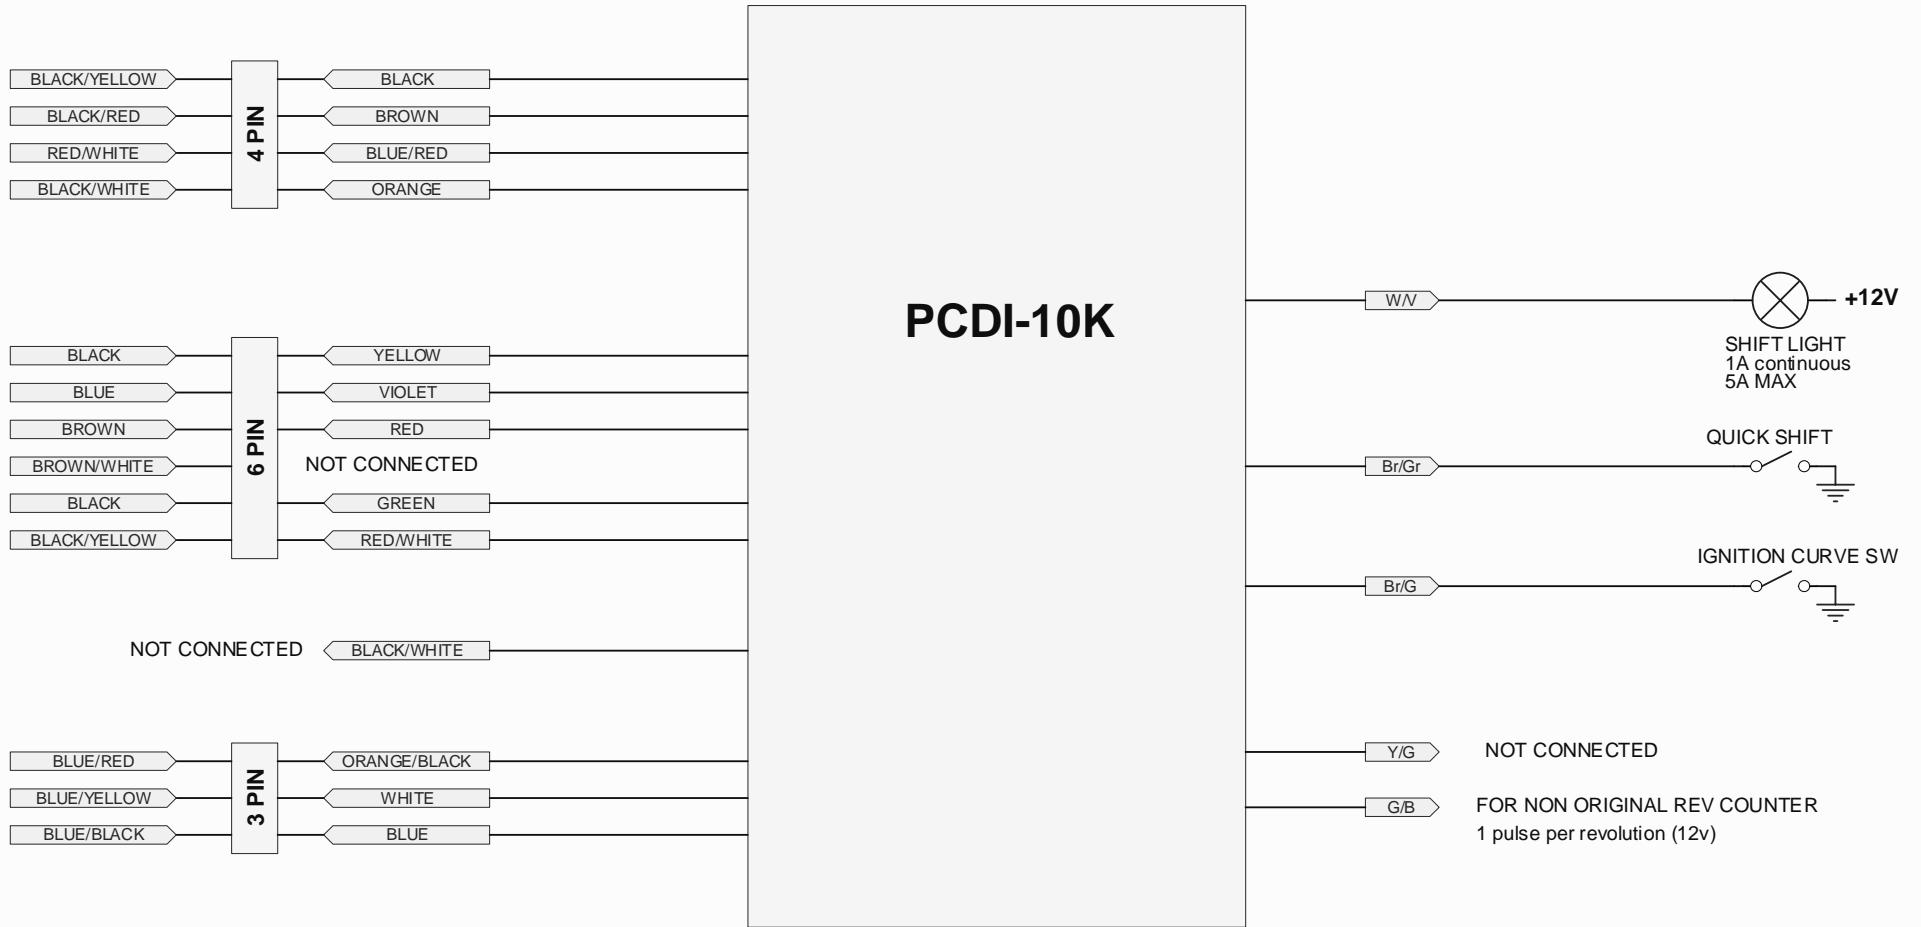 BLACK/YELLOW
BLACK
BLACK/RED
BROWN
RED/WHITE
BLUE/RED
BLACK/WHITE
ORANGE
4 PIN
PCDI-10K
W/V
+12V
SHIFT LIGHT
1A continuous
5A MAX
BLACK
YELLOW
BLUE
VIOLET
BROWN
RED
BROWN/WHITE
NOT CONNECTED
BLACK
GREEN
BLACK/YELLOW
RED/WHITE
6 PIN
QUICK SHIFT
Br/Gr
IGNITION CURVE SW
Br/G
NOT CONNECTED
BLACK/WHITE
BLUE/RED
ORANGE/BLACK
BLUE/YELLOW
WHITE
BLUE/BLACK
BLUE
3 PIN
Y/G
NOT CONNECTED
G/B
FOR NON ORIGINAL REV COUNTER
1 pulse per revolution (12v)